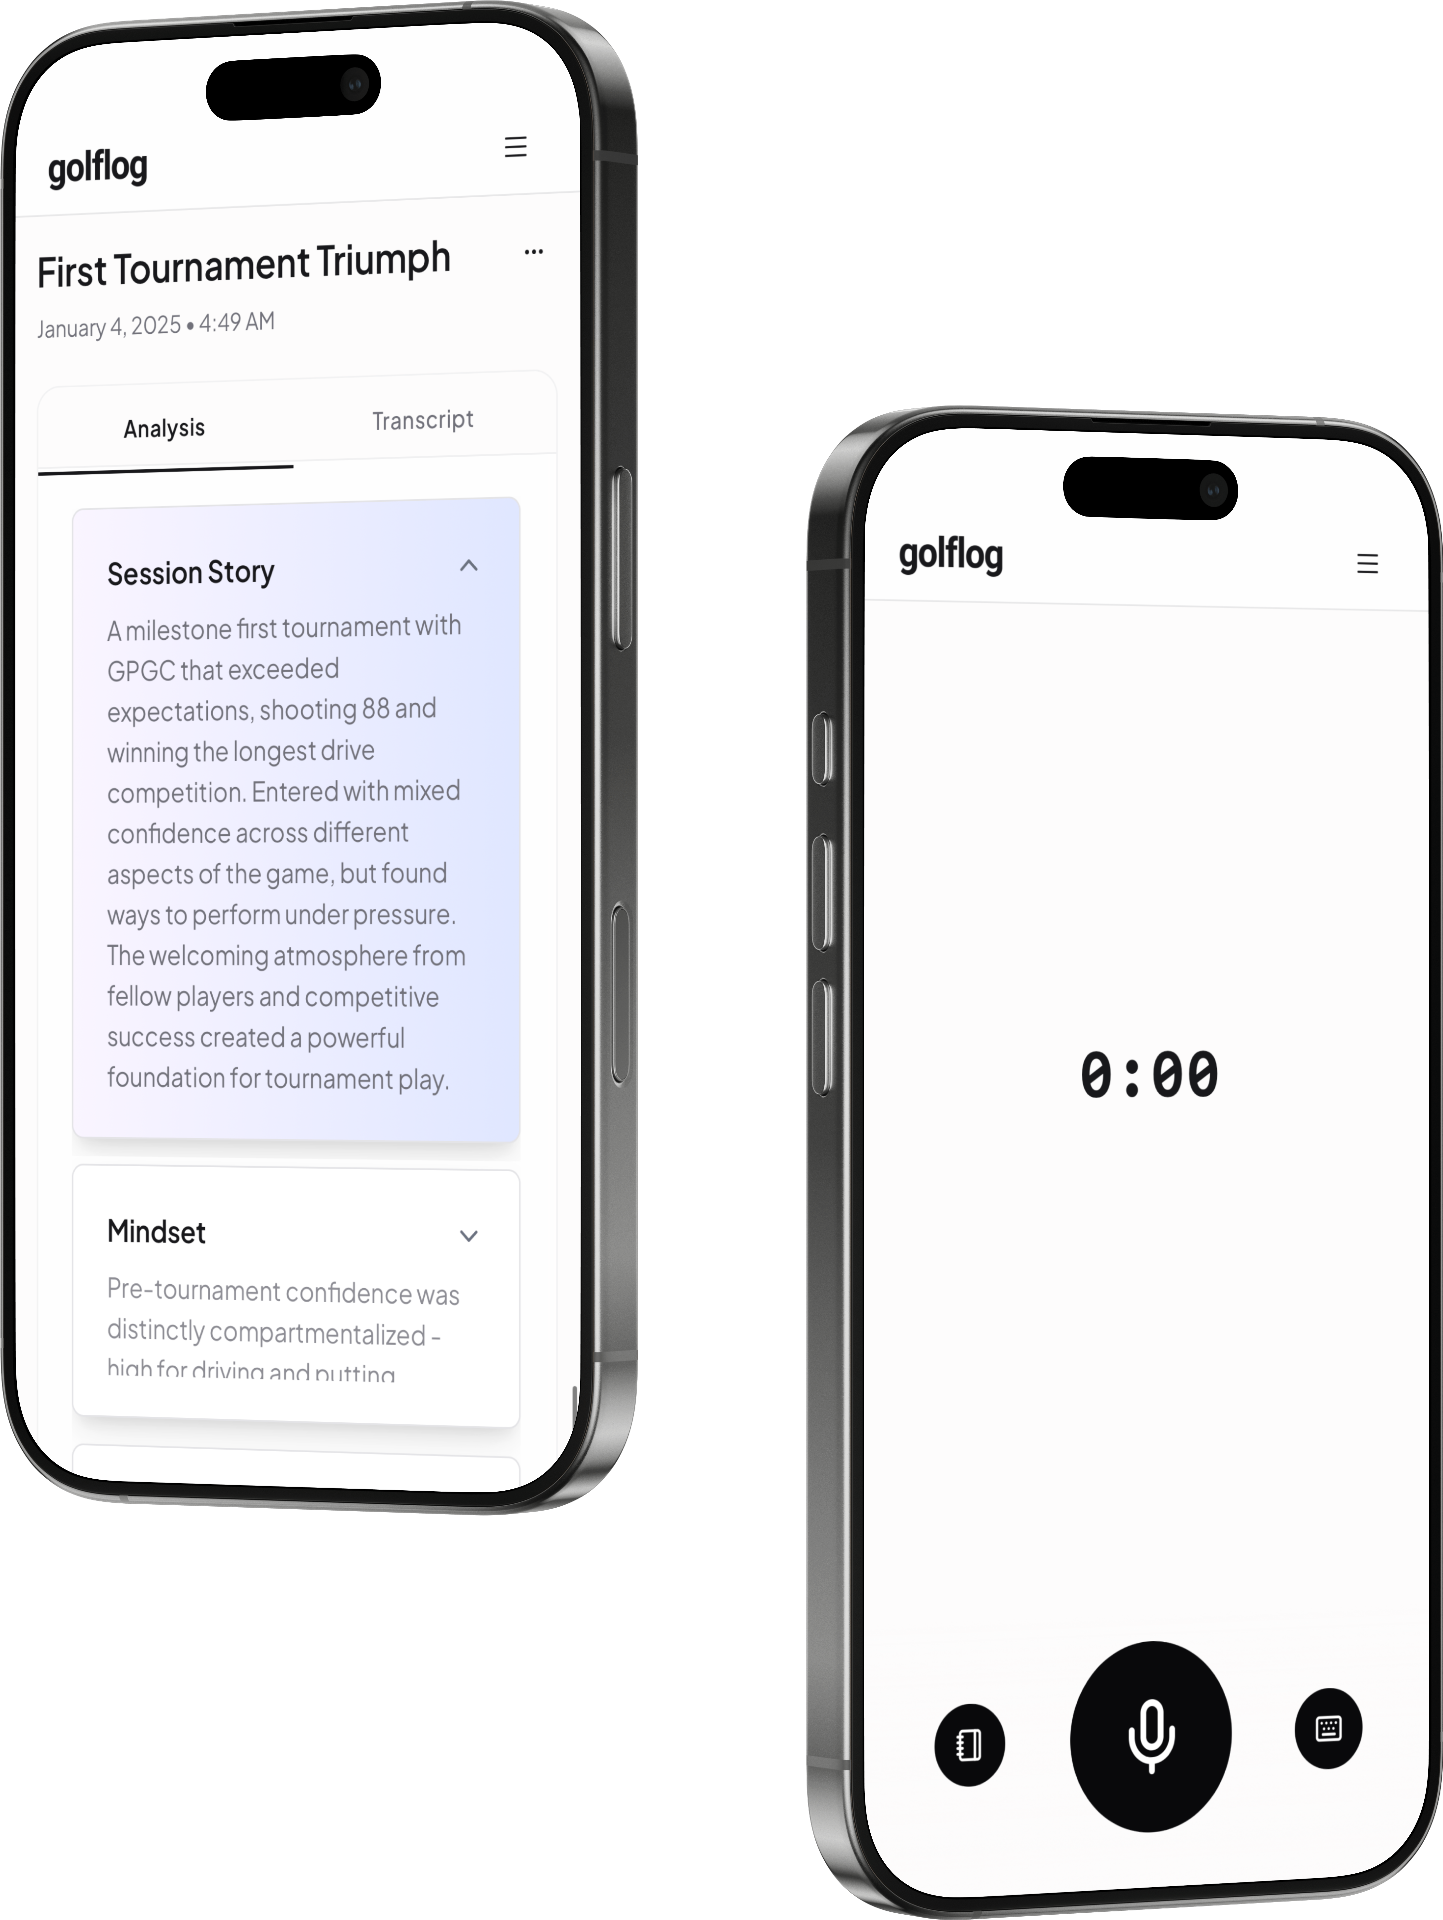 golflog
First Tournament Triumph
January 4, 2025 • 4:49 AM
Analysis
Transcript
Session Story
A milestone first tournament with
GPGC that exceeded
expectations, shooting 88 and
winning the longest drive
competition. Entered with mixed
confidence across different
aspects of the game, but found
ways to perform under pressure.
The welcoming atmosphere from
fellow players and competitive
success created a powerful
foundation for tournament play.
Mindset
Pre-tournament confidence was
distinctly compartmentalized -
high for driving and putting
golflog
0:00